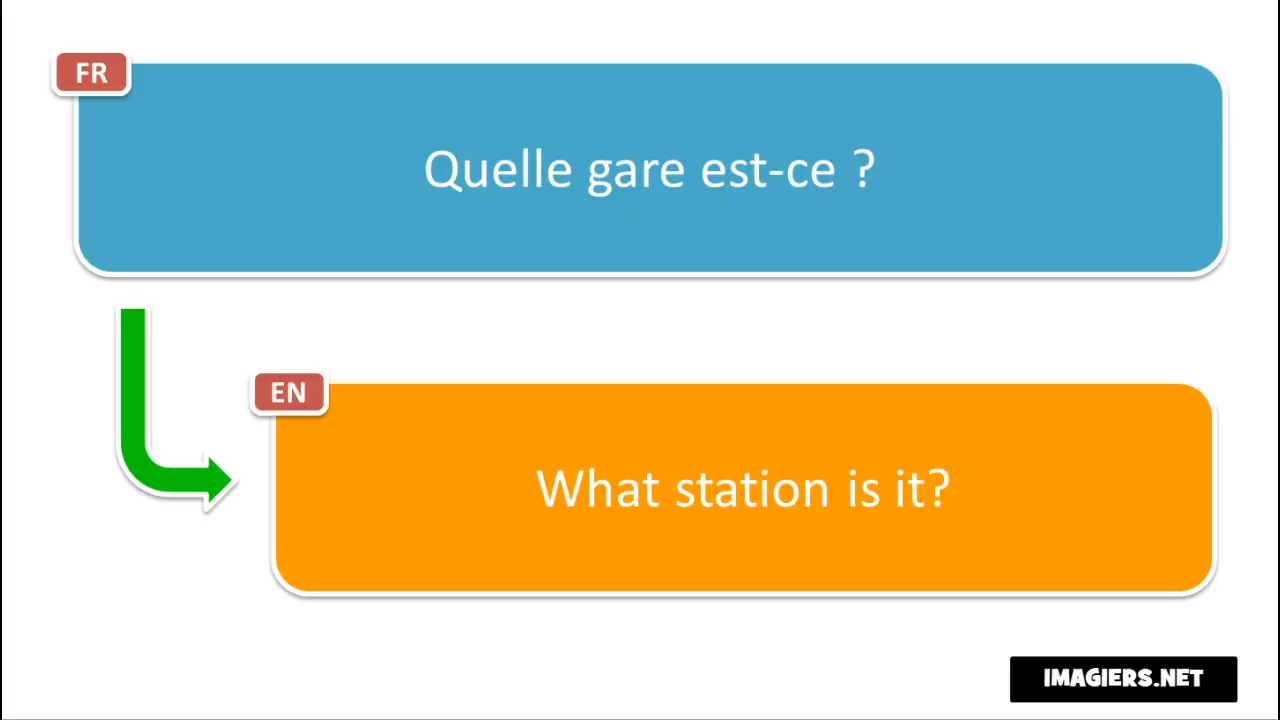 FR
Quelle gare est-ce ?
EN
What station is it?
IMAGIERS.NET